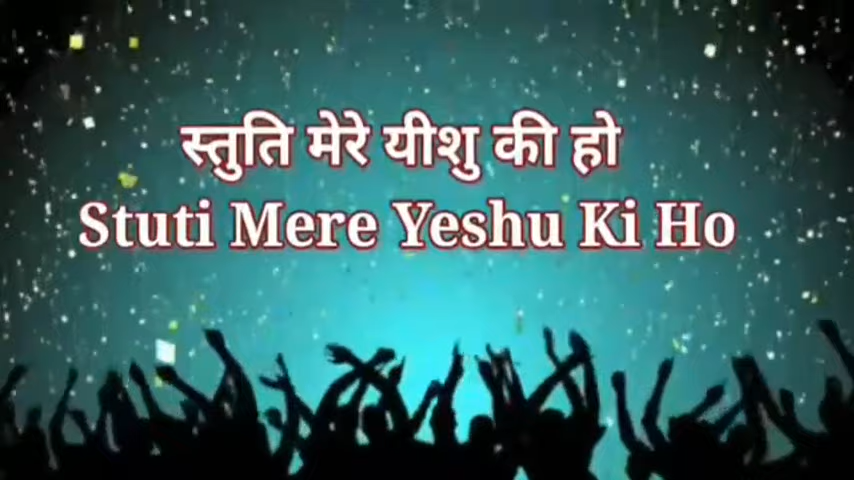 स्तुति मेरे यीशु की हो
Stuti Mere Yeshu Ki Ho